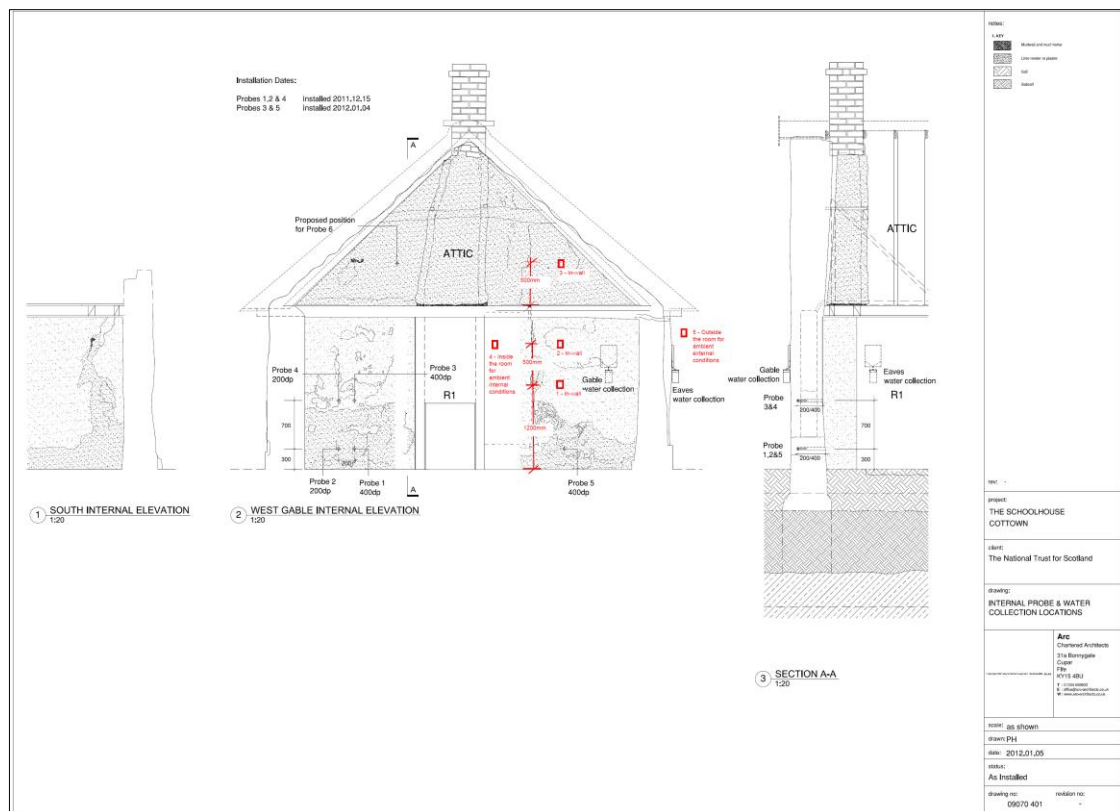 Installation Dates:
Probes 1,2 & 4 Installed 2011.12.15
Probes 3 & 5 Installed 2012.01.04
A
Proposed position
for Probe 6
ATTIC
500mm
3 - In-wall
4 - Inside
the room
for
ambient
internal
conditions
500mm
2 - In-wall
1 - In-wall
1200mm
5 - Outside
the room for
ambient
external
conditions
Probe 4
200dp
Probe 3
400dp
R1
Gable
water collection
Eaves
water collection
700
300
200
Probe 2
200dp
Probe 1
400dp
A
Probe 5
400dp
1 SOUTH INTERNAL ELEVATION
1:20
2 WEST GABLE INTERNAL ELEVATION
1:20
ATTIC
Gable
water collection
Eaves
water collection
R1
Probe
3&4
200/400
700
Probe
1,2&5
200/400
300
3 SECTION A-A
1:20
notes:
1. KEY
rev: -
project:
THE SCHOOLHOUSE
COTTOWN
client:
The National Trust for Scotland
drawing:
INTERNAL PROBE & WATER
COLLECTION LOCATIONS
Arc
Chartered Architects
31a Bonnygate
Cupar
Fife
KY15 4BU
scale: as shown
drawn: PH
date: 2012.01.05
status:
As Installed
drawing no: revision no:
09070 401 -